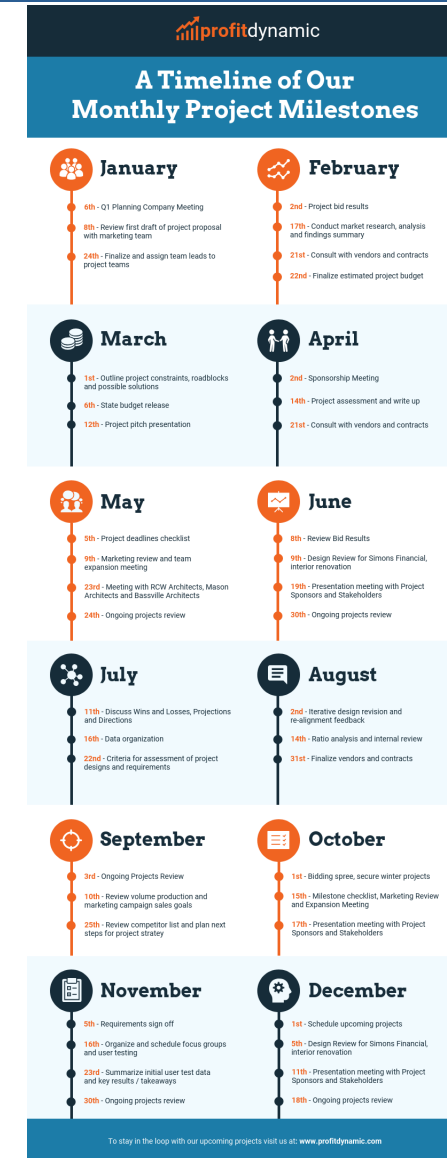 profitdynamic
A Timeline of Our
Monthly Project Milestones
January
6th - Q1 Planning Company Meeting
8th - Review first draft of project proposal
with marketing team
24th - Finalize and assign team leads to
project teams
February
2nd - Project bid results
17th - Conduct market research, analysis
and findings summary
21st - Consult with vendors and contracts
22nd - Finalize estimated project budget
March
1st - Outline project constraints, roadblocks
and possible solutions
6th - State budget release
12th - Project pitch presentation
April
2nd - Sponsorship Meeting
14th - Project assessment and write up
21st - Consult with vendors and contracts
May
5th - Project deadlines checklist
9th - Marketing review and team
expansion meeting
23rd - Meeting with RCW Architects, Mason
Architects and Bassville Architects
24th - Ongoing projects review
June
8th - Review Bid Results
9th - Design Review for Simons Financial,
interior renovation
19th - Presentation meeting with Project
Sponsors and Stakeholders
30th - Ongoing projects review
July
11th - Discuss Wins and Losses, Projections
and Directions
16th - Data organization
22nd - Criteria for assessment of project
designs and requirements
August
2nd - Iterative design revision and
re-alignment feedback
14th - Ratio analysis and internal review
31st - Finalize vendors and contracts
September
3rd - Ongoing Projects Review
10th - Review volume production and
marketing campaign sales goals
25th - Review competitor list and plan next
steps for project stratey
October
1st - Bidding spree, secure winter projects
15th - Milestone checklist, Marketing Review
and Expansion Meeting
17th - Presentation meeting with Project
Sponsors and Stakeholders
November
5th - Requirements sign off
16th - Organize and schedule focus groups
and user testing
23rd - Summarize initial user test data
and key results / takeaways
30th - Ongoing projects review
December
1st - Schedule upcoming projects
5th - Design Review for Simons Financial,
interior renovation
11th - Presentation meeting with Project
Sponsors and Stakeholders
18th - Ongoing projects review
To stay in the loop with our upcoming projects visit us at: www.profitdynamic.com